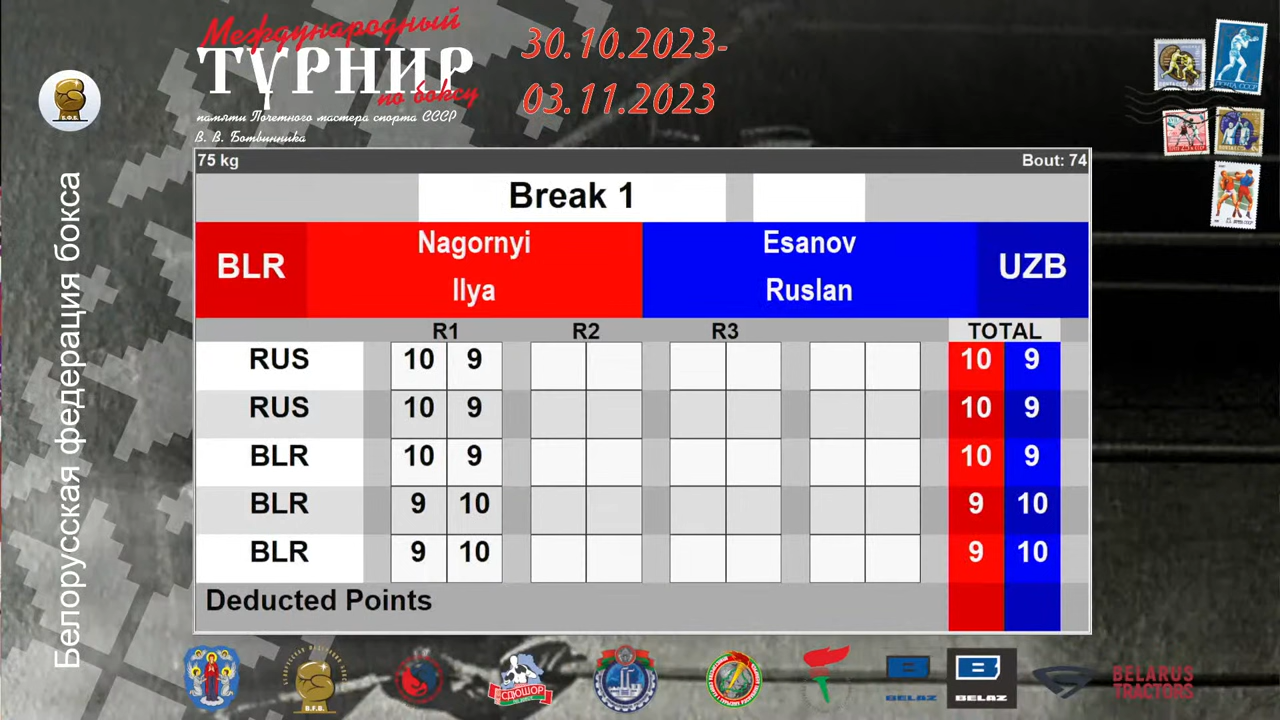 Международный
ТУРНИР
по боксу
памяти Почетного мастера спорта СССР
В. В. Ботвинника
30.10.2023-
03.11.2023
Белорусская федерация бокса
75 kg Bout: 74
Break 1
BLR Nagornyi Ilya Esanov Ruslan UZB
R1 R2 R3 TOTAL
RUS 10 9 10 9
RUS 10 9 10 9
BLR 10 9 10 9
BLR 9 10 9 10
BLR 9 10 9 10
Deducted Points
B.F.B.
СДЮШОР
BELAZ
BELAZ
BELARUS
TRACTORS